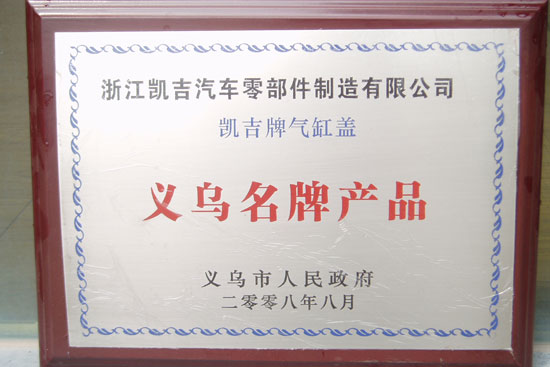 浙江凯吉汽车零部件制造有限公司
凯吉牌气缸盖
义乌名牌产品
义乌市人民政府
二零零八年八月